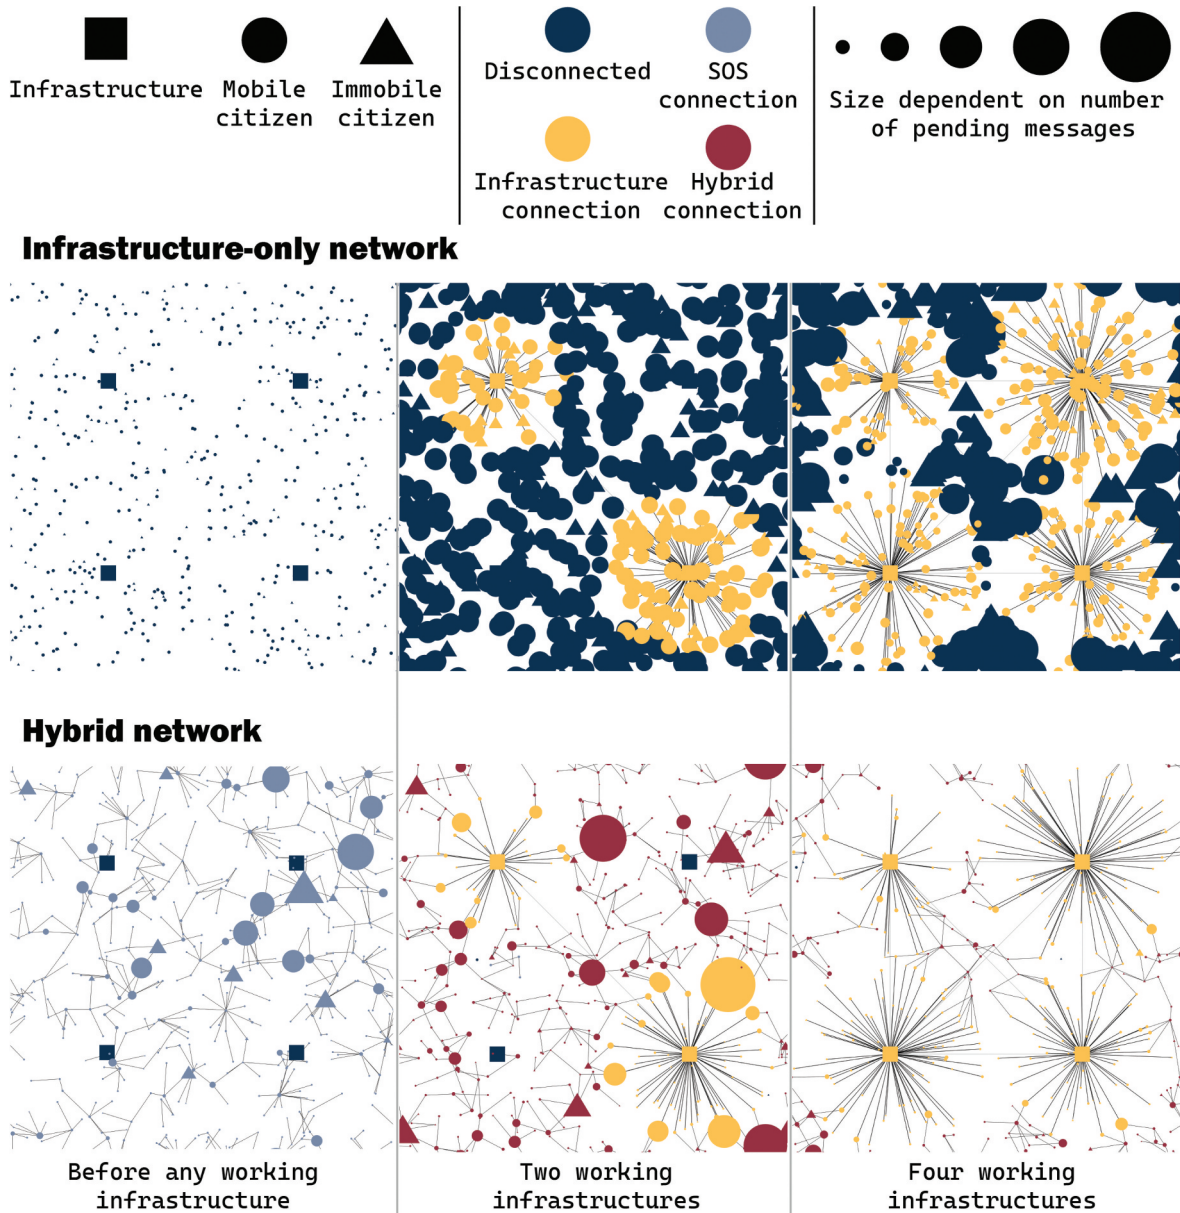 Infrastructure
Mobile
citizen
Immobile
citizen
Disconnected
SOS
connection
Infrastructure
connection
Hybrid
connection
Size dependent on number
of pending messages
Infrastructure-only network
Hybrid network
Before any working
infrastructure
Two working
infrastructures
Four working
infrastructures